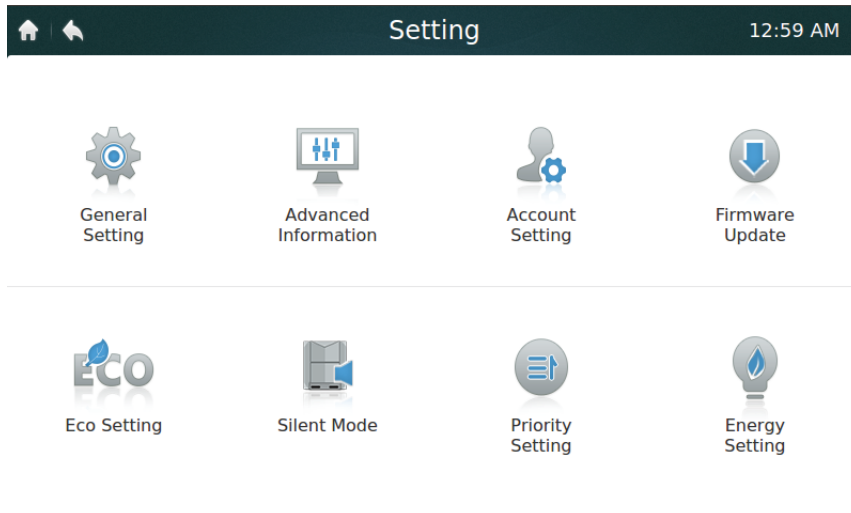 Setting
12:59 AM
General
Setting
Advanced
Information
Account
Setting
Firmware
Update
ECO
Eco Setting
Silent Mode
Priority
Setting
Energy
Setting